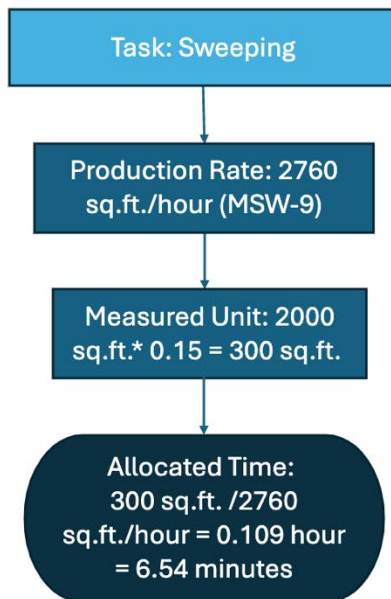 Task: Sweeping
Production Rate: 2760
sq.ft./hour (MSW-9)
Measured Unit: 2000
sq.ft.* 0.15 = 300 sq.ft.
Allocated Time:
300 sq.ft. /2760
sq.ft./hour = 0.109 hour
= 6.54 minutes